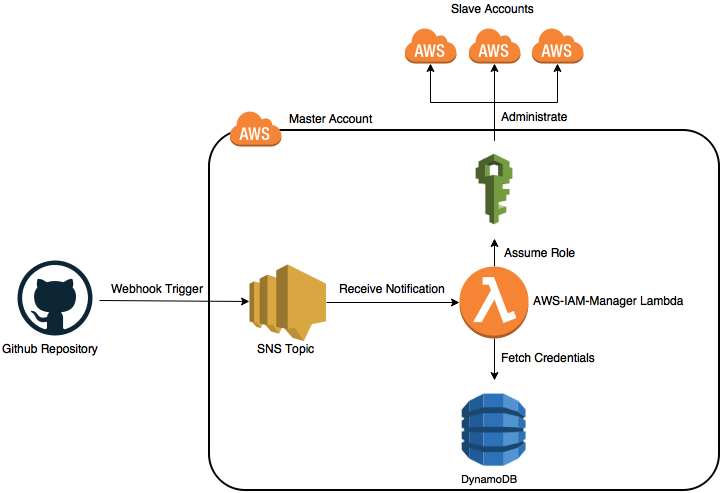 Slave Accounts
AWS
AWS
AWS
Administrate
Master Account
AWS
Assume Role
Webhook Trigger
Receive Notification
AWS-IAM-Manager Lambda
Github Repository
SNS Topic
Fetch Credentials
DynamoDB